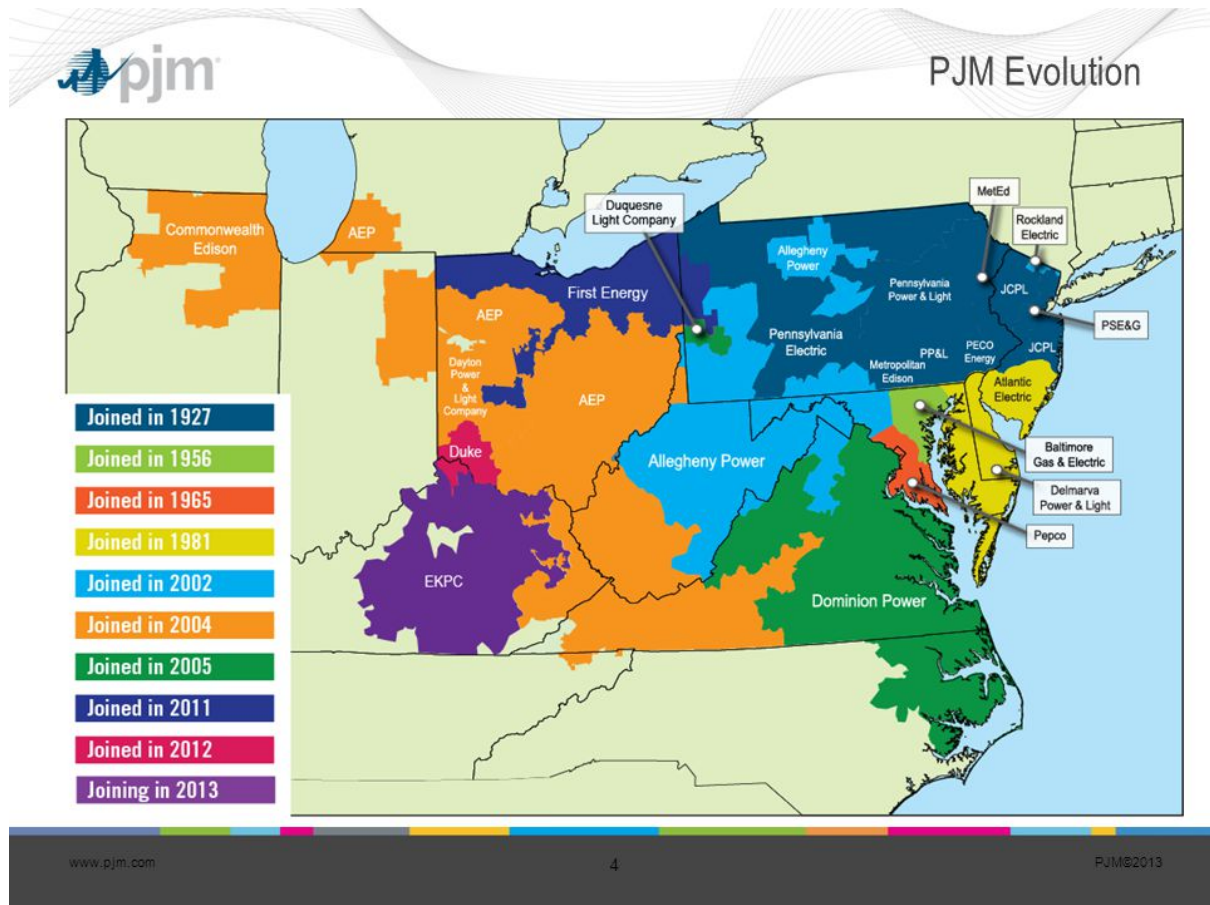 pjm
PJM Evolution
Commonwealth
Edison
AEP
Duquesne
Light Company
MetEd
Rockland
Electric
Allegheny
Power
Pennsylvania
Power & Light
JCPL
PSE&G
First Energy
AEP
Pennsylvania
Electric
PP&L
Metropolitan
Edison
PECO
Energy
JCPL
Dayton
Power
&
Light
Company
AEP
Atlantic
Electric
Duke
Allegheny Power
Baltimore
Gas & Electric
Delmarva
Power & Light
Pepco
EKPC
Dominion Power
Joined in 1927
Joined in 1956
Joined in 1965
Joined in 1981
Joined in 2002
Joined in 2004
Joined in 2005
Joined in 2011
Joined in 2012
Joining in 2013
www.pjm.com
4
PJM©2013